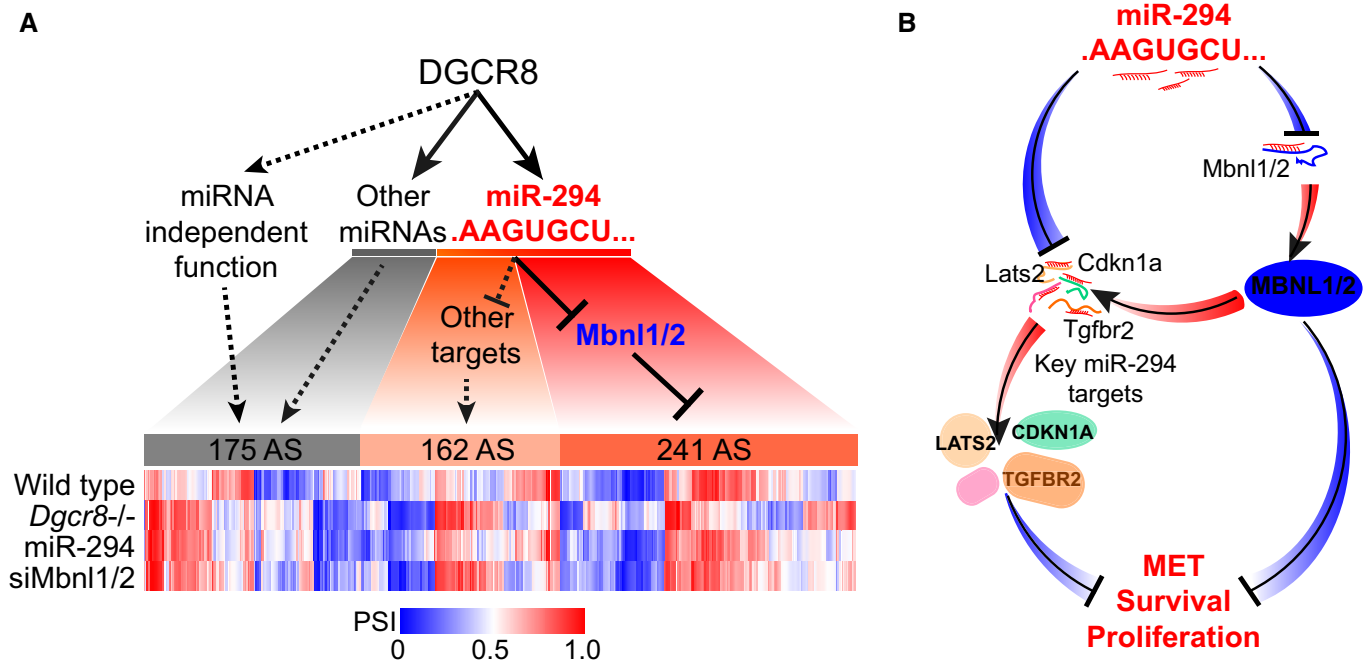 A
DGCR8
miRNA
independent
function
Other
miRNAs
miR-294
.AAGUGCU...
Other
targets
Mbnl1/2
175 AS
162 AS
241 AS
Wild type
Dgcr8-/-
miR-294
siMbnl1/2
PSI
0
0.5
1.0
B
miR-294
.AAGUGCU...
Mbnl1/2
Lats2
Cdkn1a
MBNL1/2
Tgfbr2
Key miR-294
targets
LATS2
CDKN1A
TGFBR2
MET
Survival
Proliferation